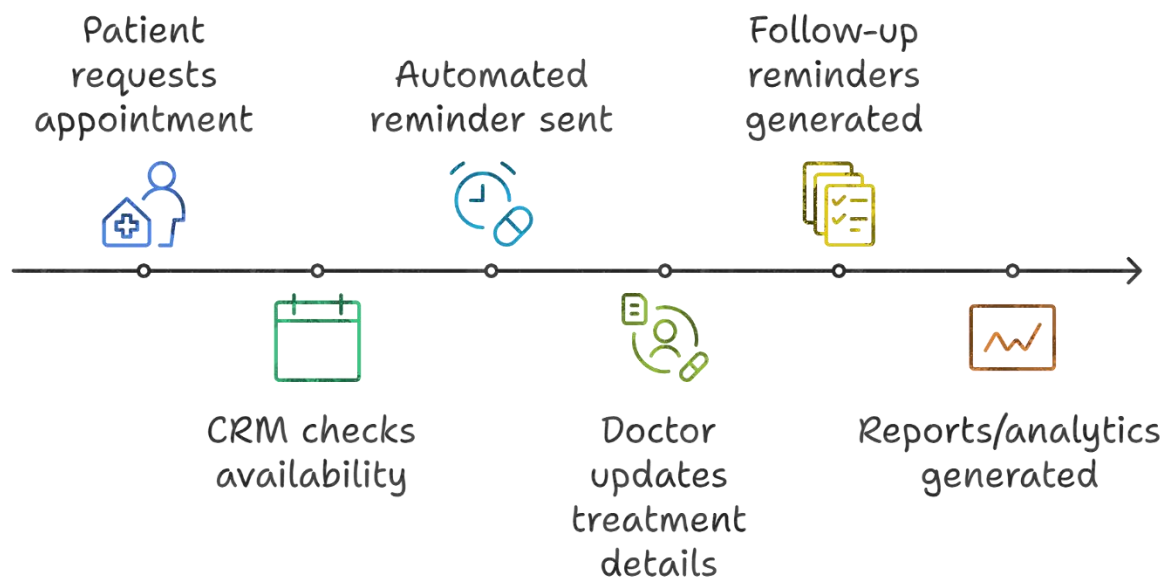 Patient
requests
appointment
CRM checks
availability
Automated
reminder sent
Doctor
updates
treatment
details
Follow-up
reminders
generated
Reports/analytics
generated